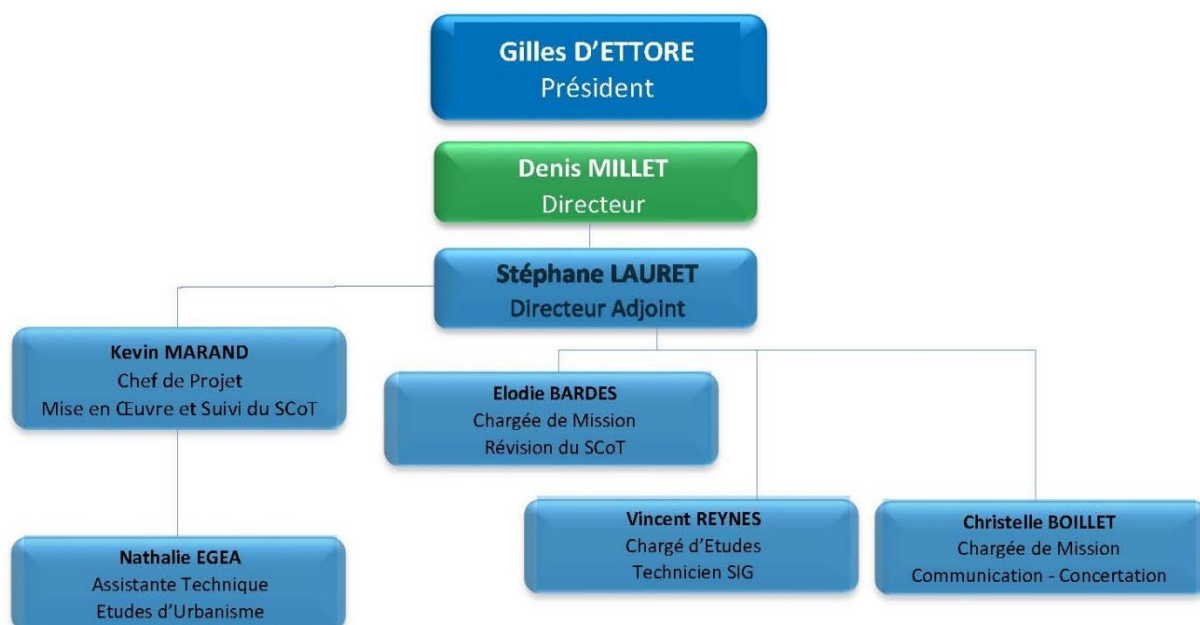 Gilles D’ETTORE
Président
Denis MILLET
Directeur
Stéphane LAURET
Directeur Adjoint
Kevin MARAND
Chef de Projet
Mise en Œuvre et Suivi du SCoT
Elodie BARDES
Chargée de Mission
Révision du SCoT
Nathalie EGEA
Assistante Technique
Etudes d’Urbanisme
Vincent REYNES
Chargé d’Etudes
Technicien SIG
Christelle BOILLET
Chargée de Mission
Communication - Concertation